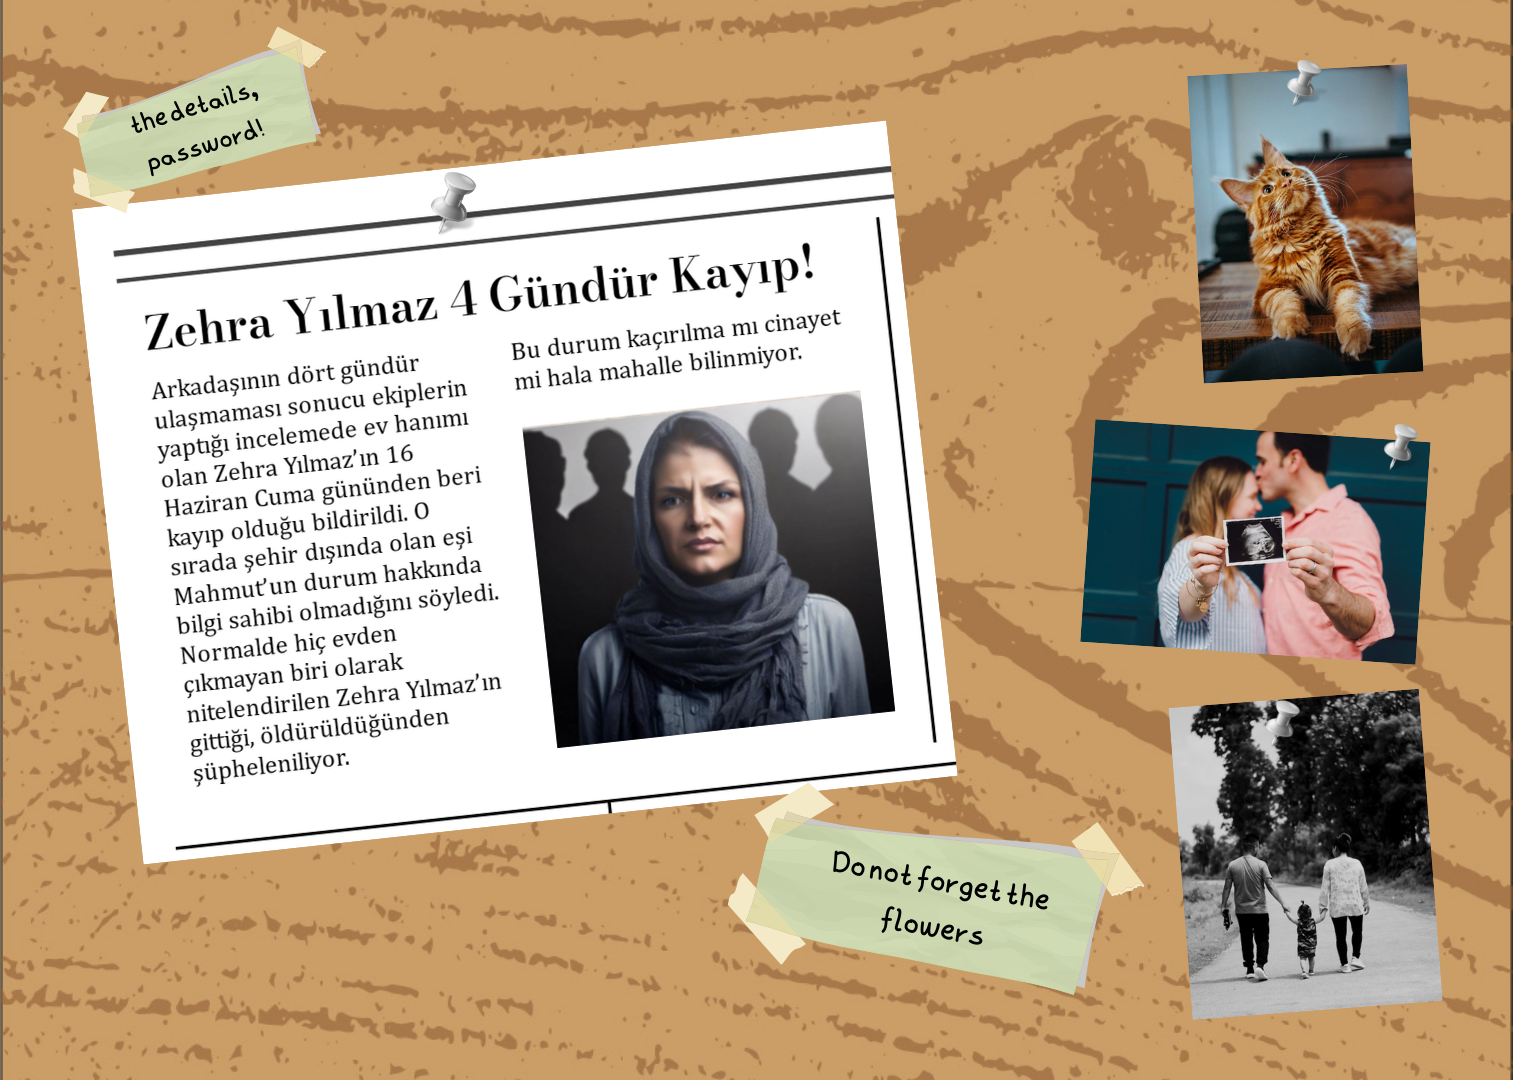 the details,
password!
Zehra Yılmaz 4 Gündür Kayıp!
Arkadaşının dört gündür
ulaşmaması sonucu ekiplerin
yaptığı incelemede ev hanımı
olan Zehra Yılmaz’ın 16
Haziran Cuma gününden beri
kayıp olduğu bildirildi. O
sırada şehir dışında olan eşi
Mahmut’un durum hakkında
bilgi sahibi olmadığını söyledi.
Normalde hiç evden
çıkmayan biri olarak
nitelendirilen Zehra Yılmaz’ın
gittiği, öldürüldüğünden
şüpheleniliyor.
Bu durum kaçırılma mı cinayet
mi hala mahalle bilinmiyor.
Do not forget the
flowers